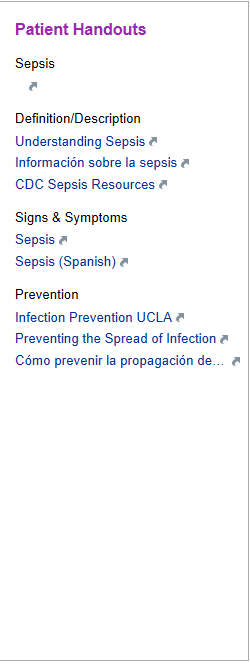 Patient Handouts
Sepsis
Definition/Description
Understanding Sepsis
Información sobre la sepsis
CDC Sepsis Resources
Signs & Symptoms
Sepsis
Sepsis (Spanish)
Prevention
Infection Prevention UCLA
Preventing the Spread of Infection
Cómo prevenir la propagación de...